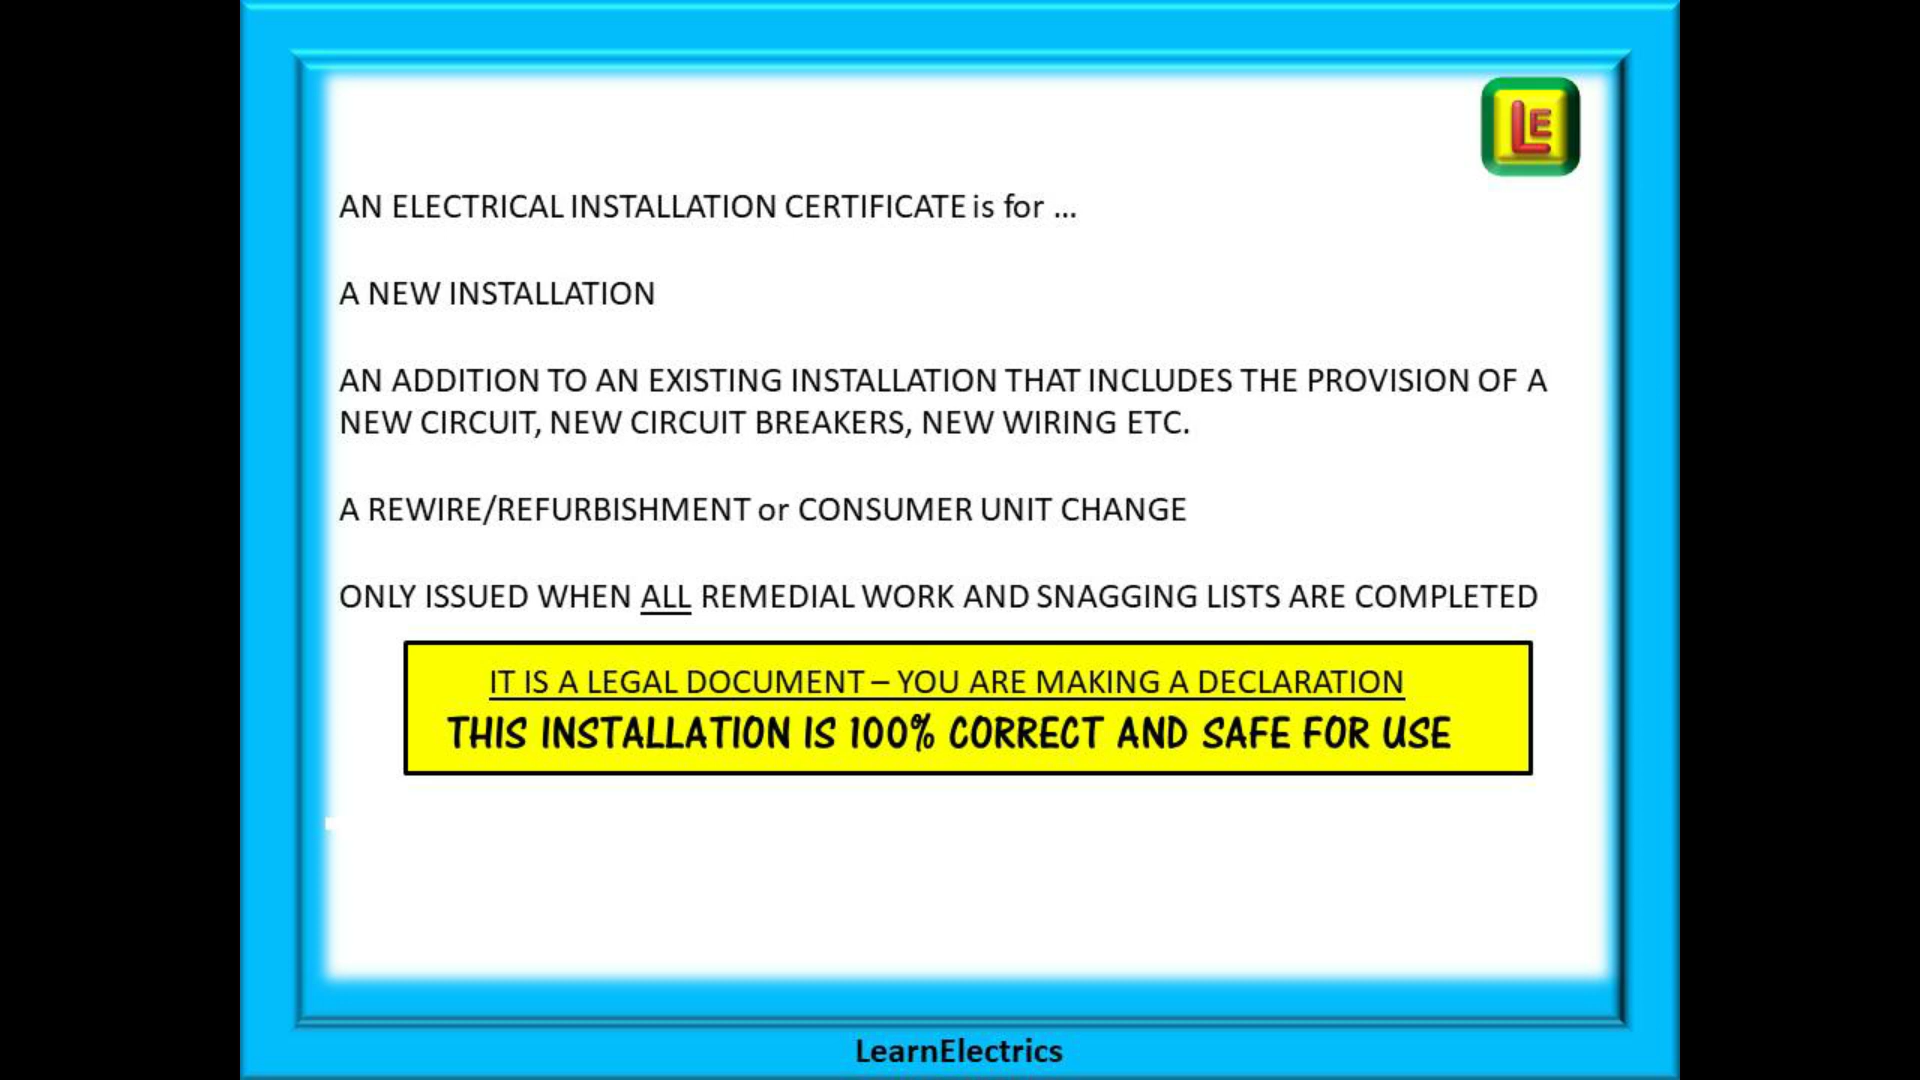 LE
AN ELECTRICAL INSTALLATION CERTIFICATE is for ...
A NEW INSTALLATION
AN ADDITION TO AN EXISTING INSTALLATION THAT INCLUDES THE PROVISION OF A
NEW CIRCUIT, NEW CIRCUIT BREAKERS, NEW WIRING ETC.
A REWIRE/REFURBISHMENT or CONSUMER UNIT CHANGE
ONLY ISSUED WHEN ALL REMEDIAL WORK AND SNAGGING LISTS ARE COMPLETED
IT IS A LEGAL DOCUMENT – YOU ARE MAKING A DECLARATION
THIS INSTALLATION IS 100% CORRECT AND SAFE FOR USE
LearnElectrics